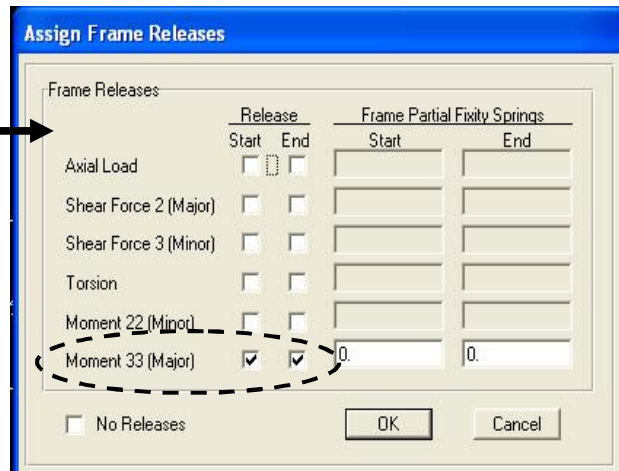 Assign Frame Releases
Frame Releases
Release Frame Partial Fixity Springs
Start End Start End
Axial Load
Shear Force 2 (Major)
Shear Force 3 (Minor)
Torsion
Moment 22 (Minor)
Moment 33 (Major) 0. 0.
No Releases OK Cancel